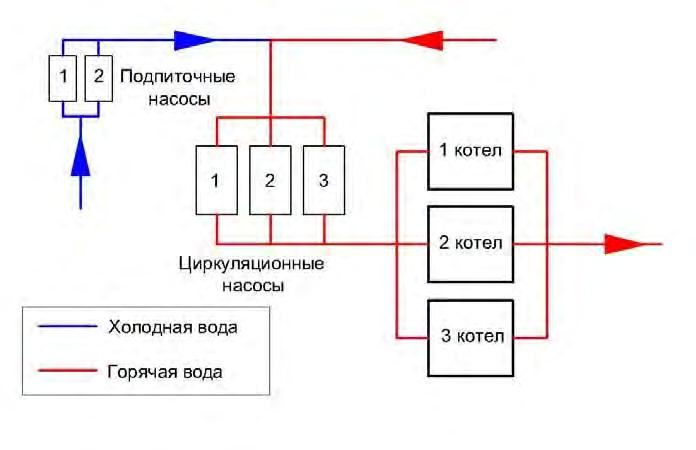 1 2 Подпиточные
насосы
1 2 3
1 котел
2 котел
3 котел
Циркуляционные
насосы
Холодная вода
Горячая вода